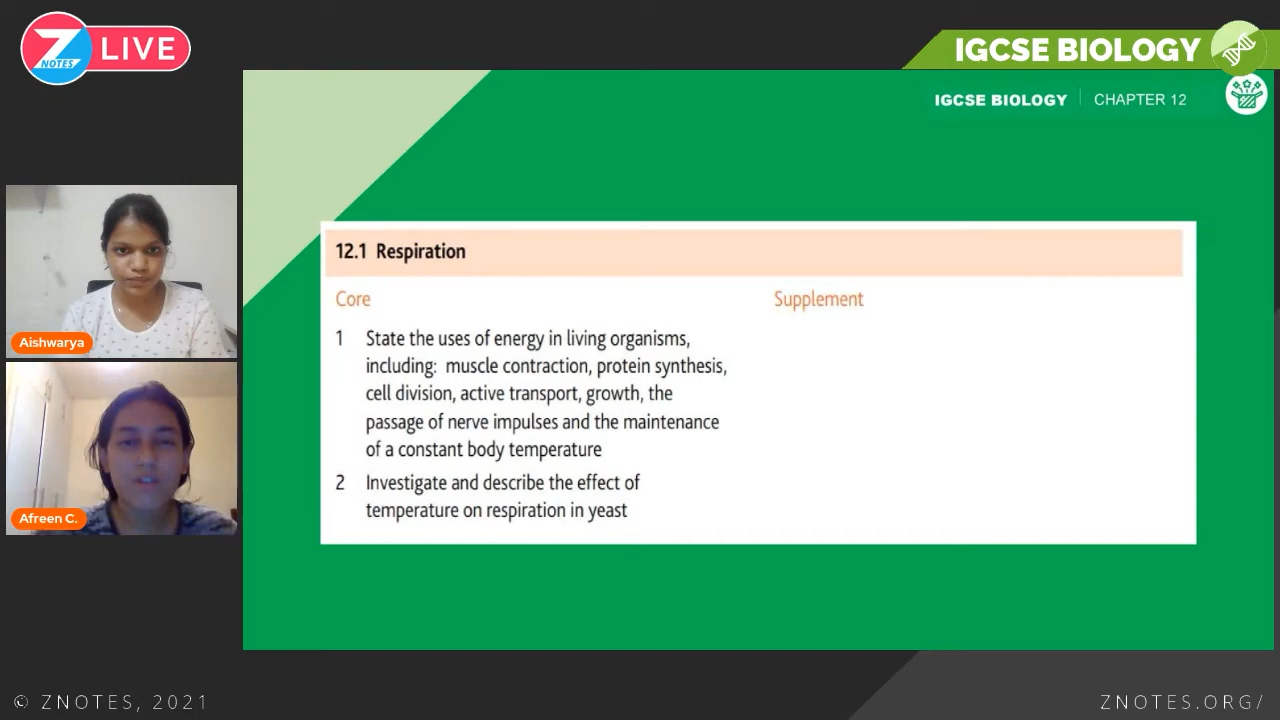 Z
NOTES
LIVE
IGCSE BIOLOGY
IGCSE BIOLOGY | CHAPTER 12
12.1 Respiration
Core
Supplement
1 State the uses of energy in living organisms,
including: muscle contraction, protein synthesis,
cell division, active transport, growth, the
passage of nerve impulses and the maintenance
of a constant body temperature
2 Investigate and describe the effect of
temperature on respiration in yeast
Aishwarya
Afreen C.
© ZNOTES, 2021
ZNOTES.ORG/